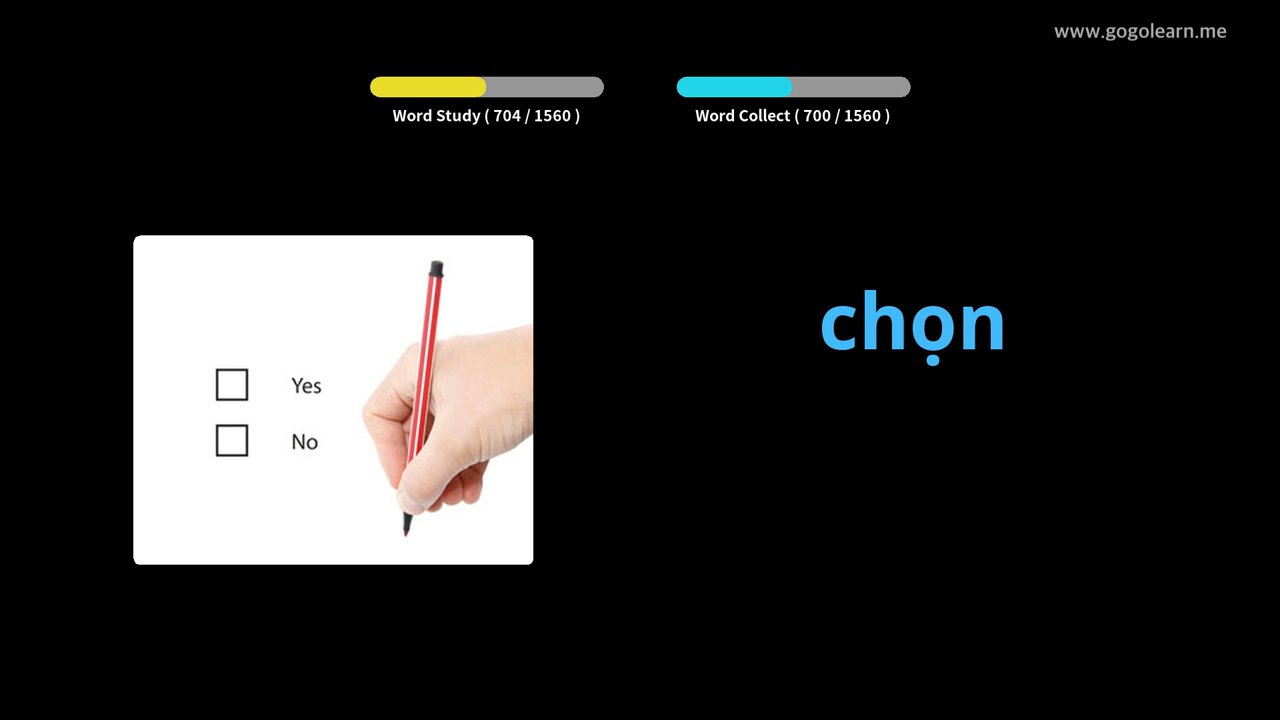 www.gogolearn.me
Word Study ( 704 / 1560 )
Word Collect ( 700 / 1560 )
Yes
No
chọn